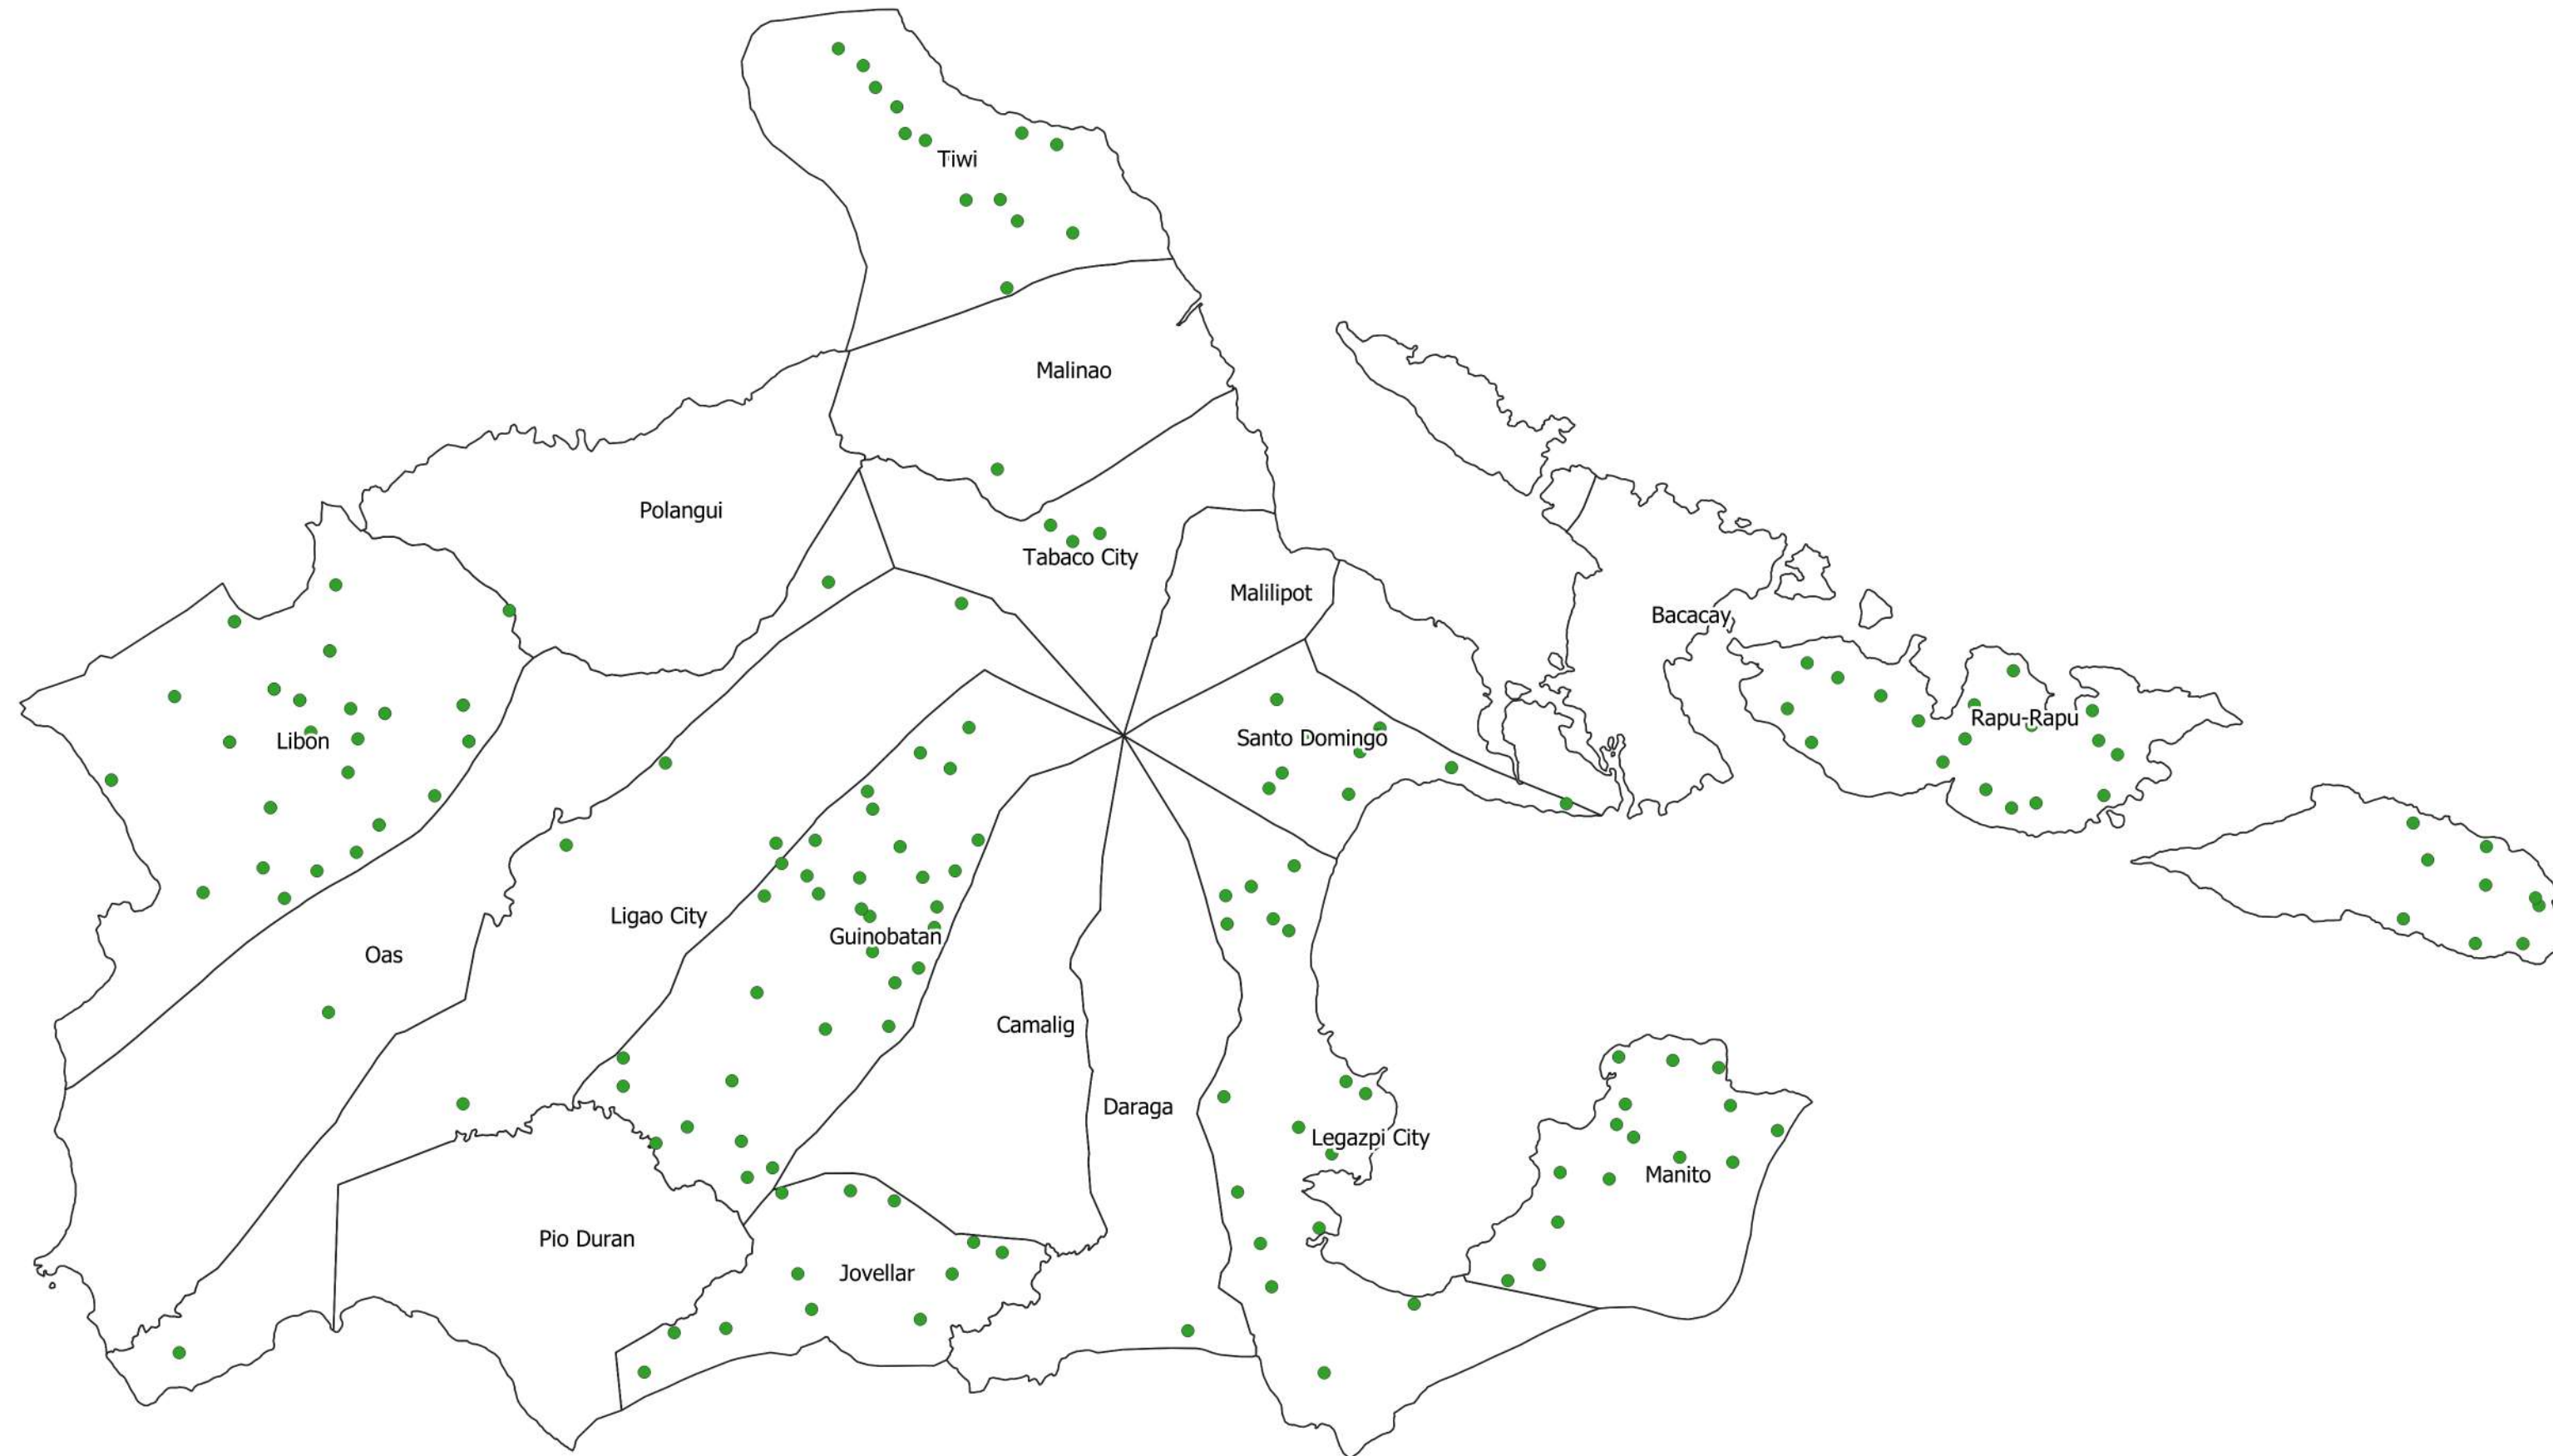 Tiwi
Malinao
Polangui
Tabaco City
Malilipot
Bacacay
Rapu-Rapu
Libon
Santo Domingo
Ligao City
Guinobatan
Oas
Camalig
Daraga
Legazpi City
Manito
Pio Duran
Jovellar